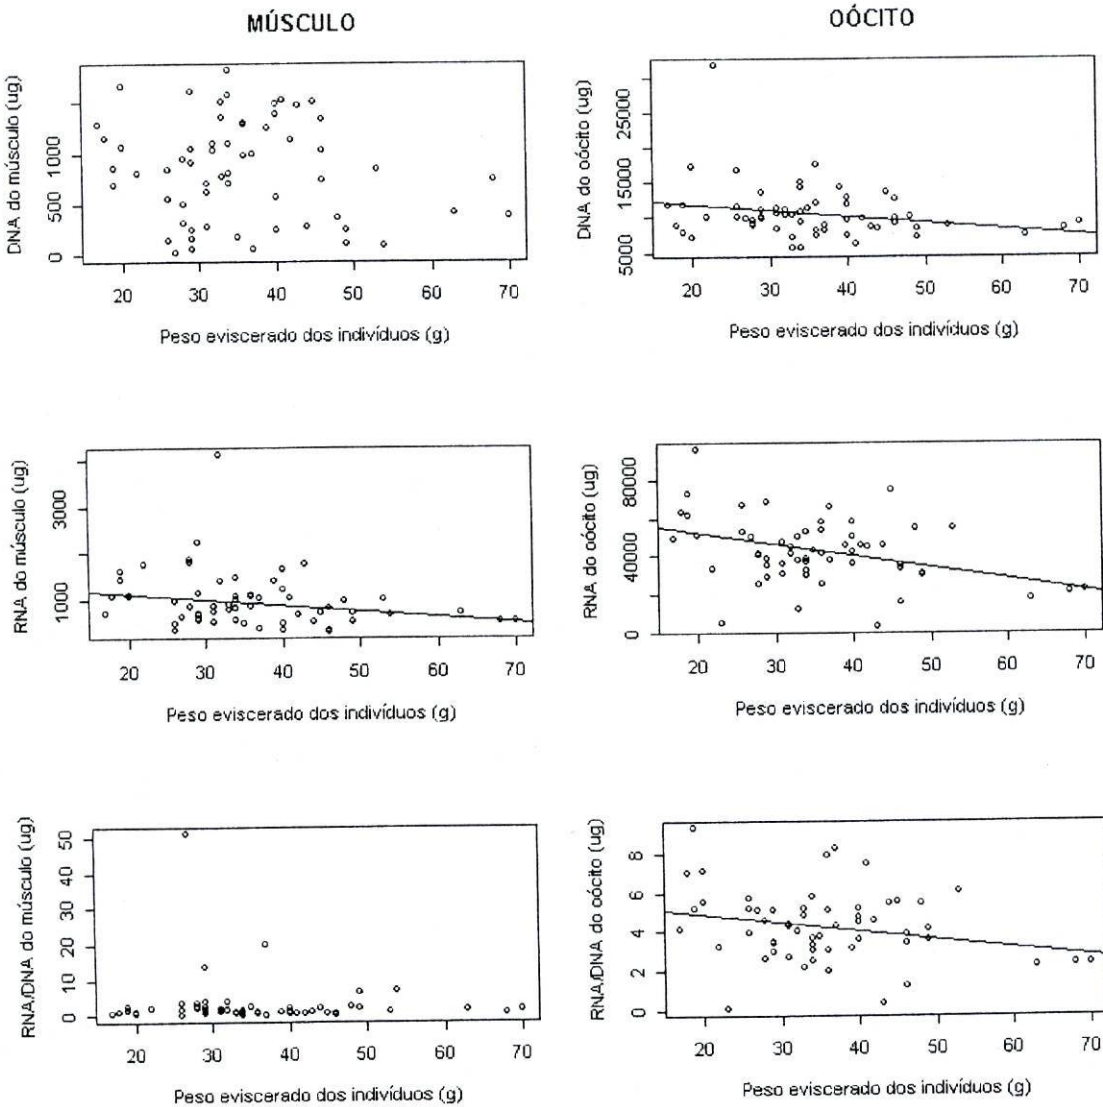 MÚSCULO
OÓCITO
DNA do músculo (ug)
0 500 1000
20 30 40 50 60 70
Peso eviscerado dos indivíduos (g)
DNA do oócito (ug)
5000 15000 25000
20 30 40 50 60 70
Peso eviscerado dos indivíduos (g)
RNA do músculo (ug)
1000 3000
20 30 40 50 60 70
Peso eviscerado dos indivíduos (g)
RNA do oócito (ug)
0 40000 80000
20 30 40 50 60 70
Peso eviscerado dos indivíduos (g)
RNA/DNA do músculo (ug)
0 10 20 30 40 50
20 30 40 50 60 70
Peso eviscerado dos indivíduos (g)
RNA/DNA do oócito (ug)
0 2 4 6 8
20 30 40 50 60 70
Peso eviscerado dos indivíduos (g)